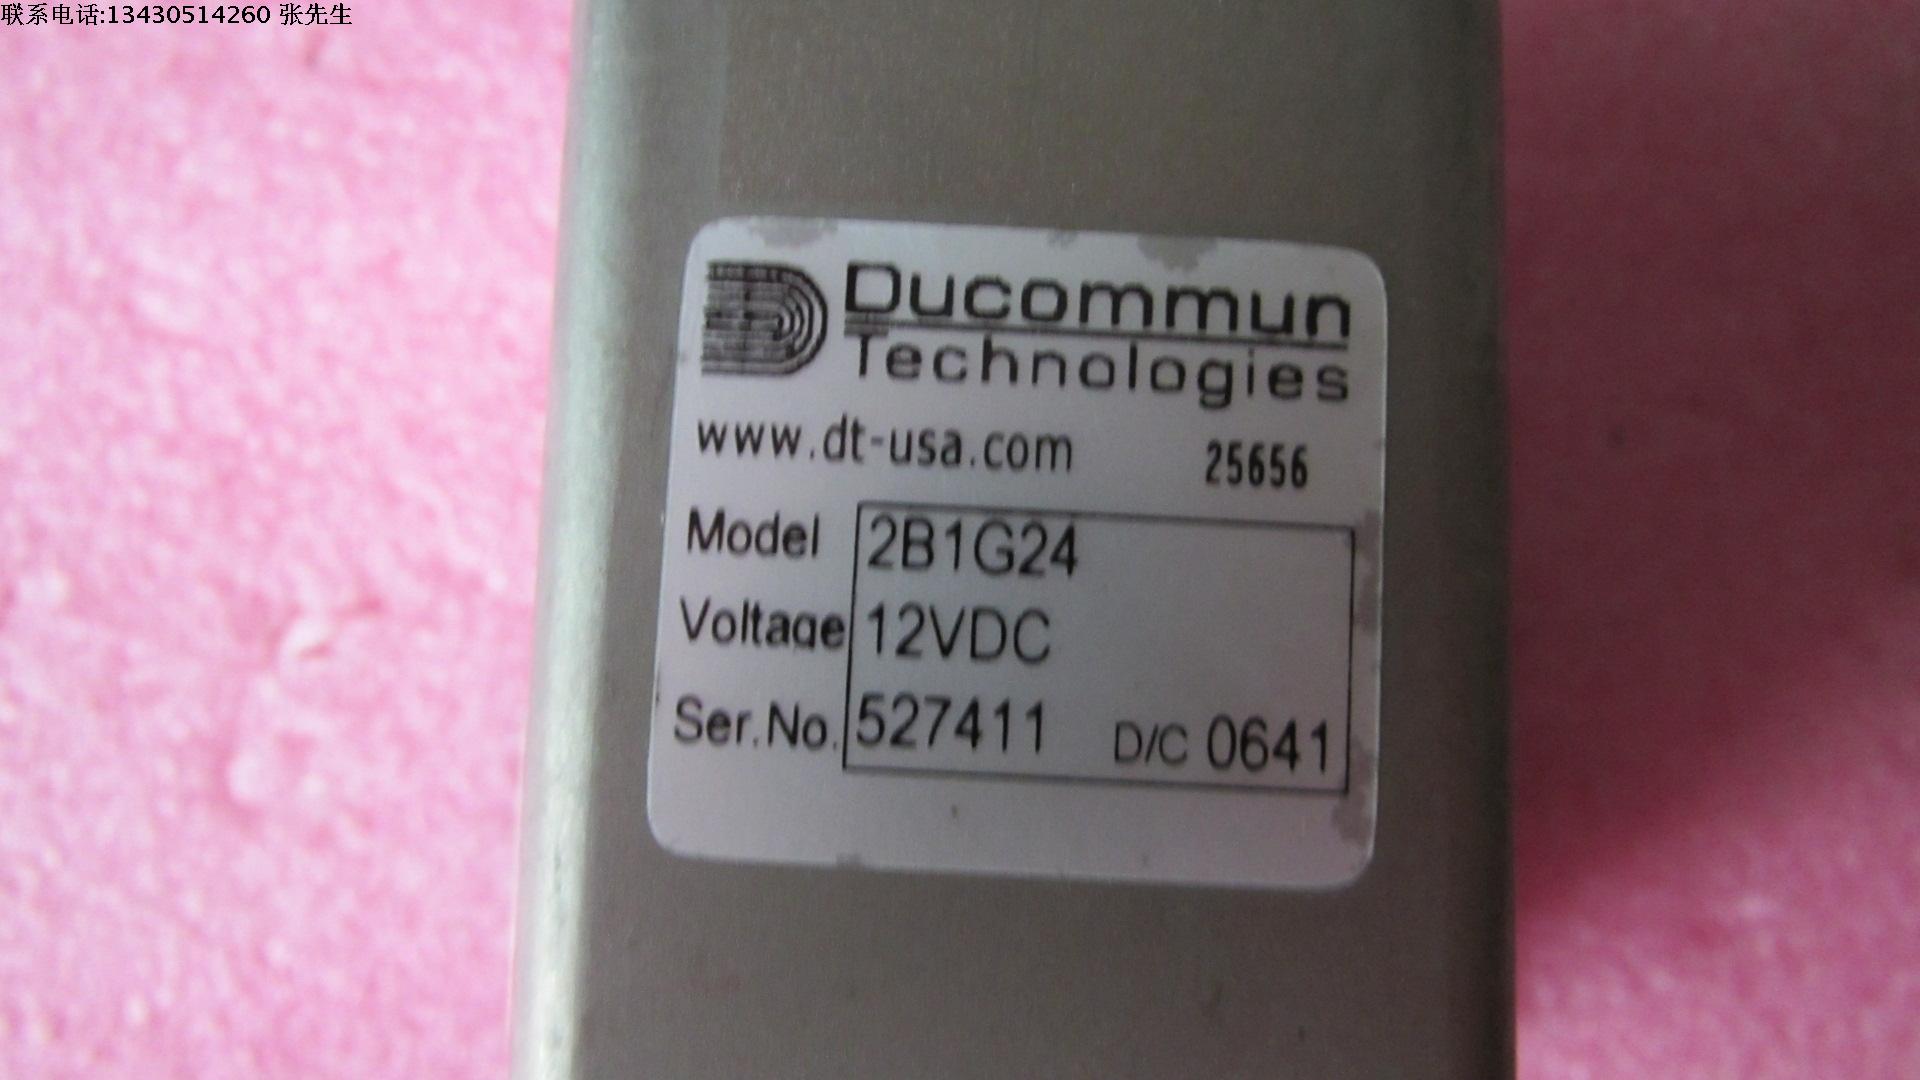 联系电话:13430514260 张先生
Ducommun
Technologies
www.dt-usa.com 25656
Model 2B1G24
Voltage 12VDC
Ser.No. 527411 D/C 0641